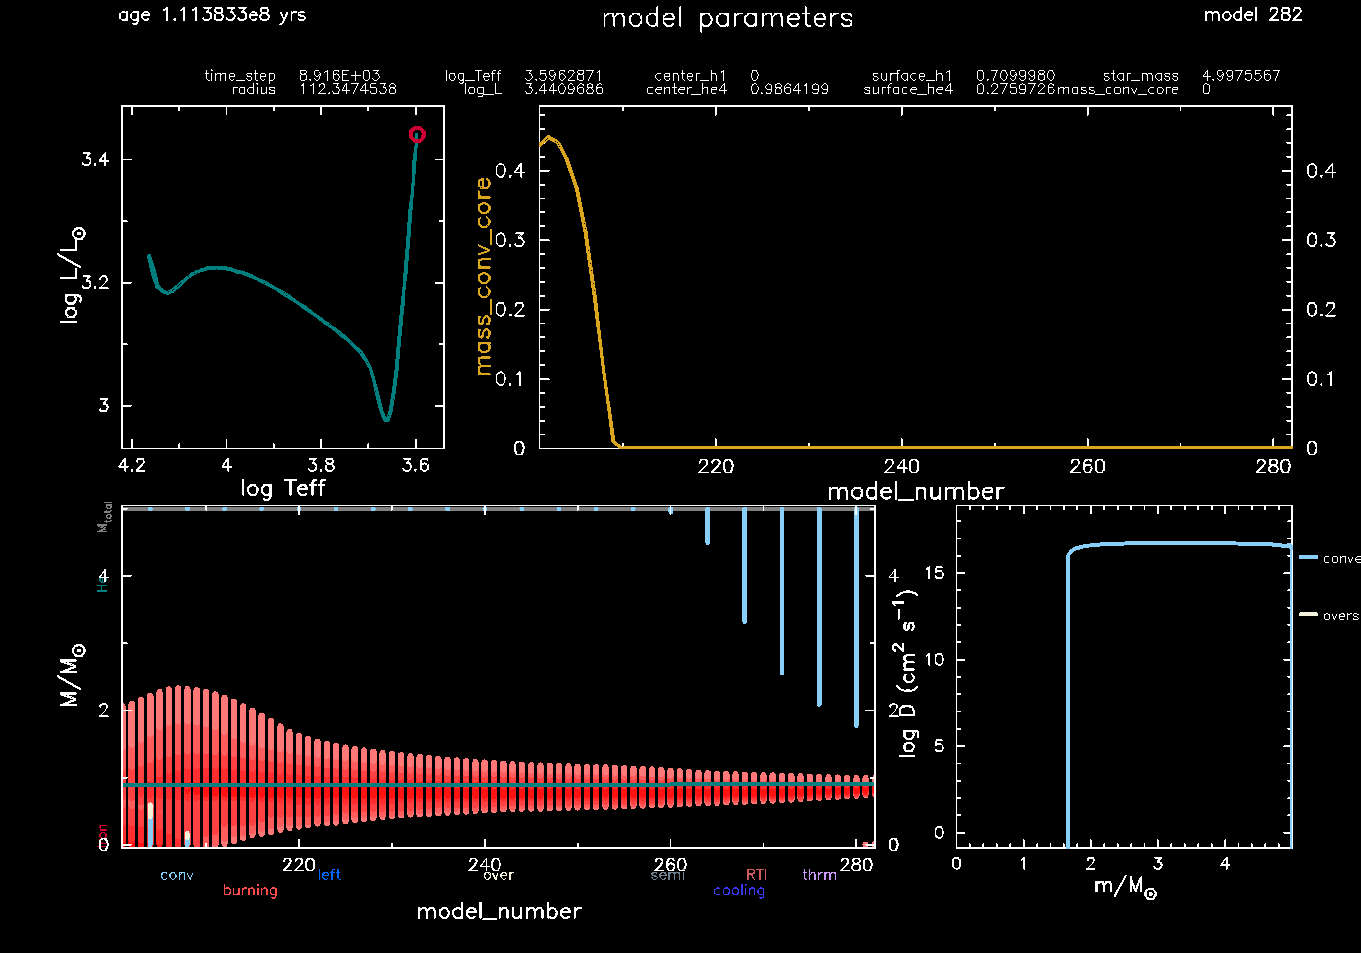 age 1.113833e8 yrs model parameters model 282
time_step 8.916E+03 log_Teff 3.5962871 center_h1 0 surface_h1 0.7099980 star_mass 4.9975567
radius 112.3474538 log_L 3.4409686 center_he4 0.9864199 surface_he4 0.2759726 mass_conv_core 0
log L/L⊙
3.4
3.2
3
4.2 4 3.8 3.6
log Teff
mass_conv_core
0.4 0.4
0.3 0.3
0.2 0.2
0.1 0.1
0 0
220 240 260 280
model_number
M/M⊙
Mtotal
He
4 4
2 2
0 0
220 240 260 280
conv left over semi RTI thrm
burning cooling
model_number
log D (cm² s⁻¹)
15
10
5
0
0 1 2 3 4
m/M⊙
conve
overs